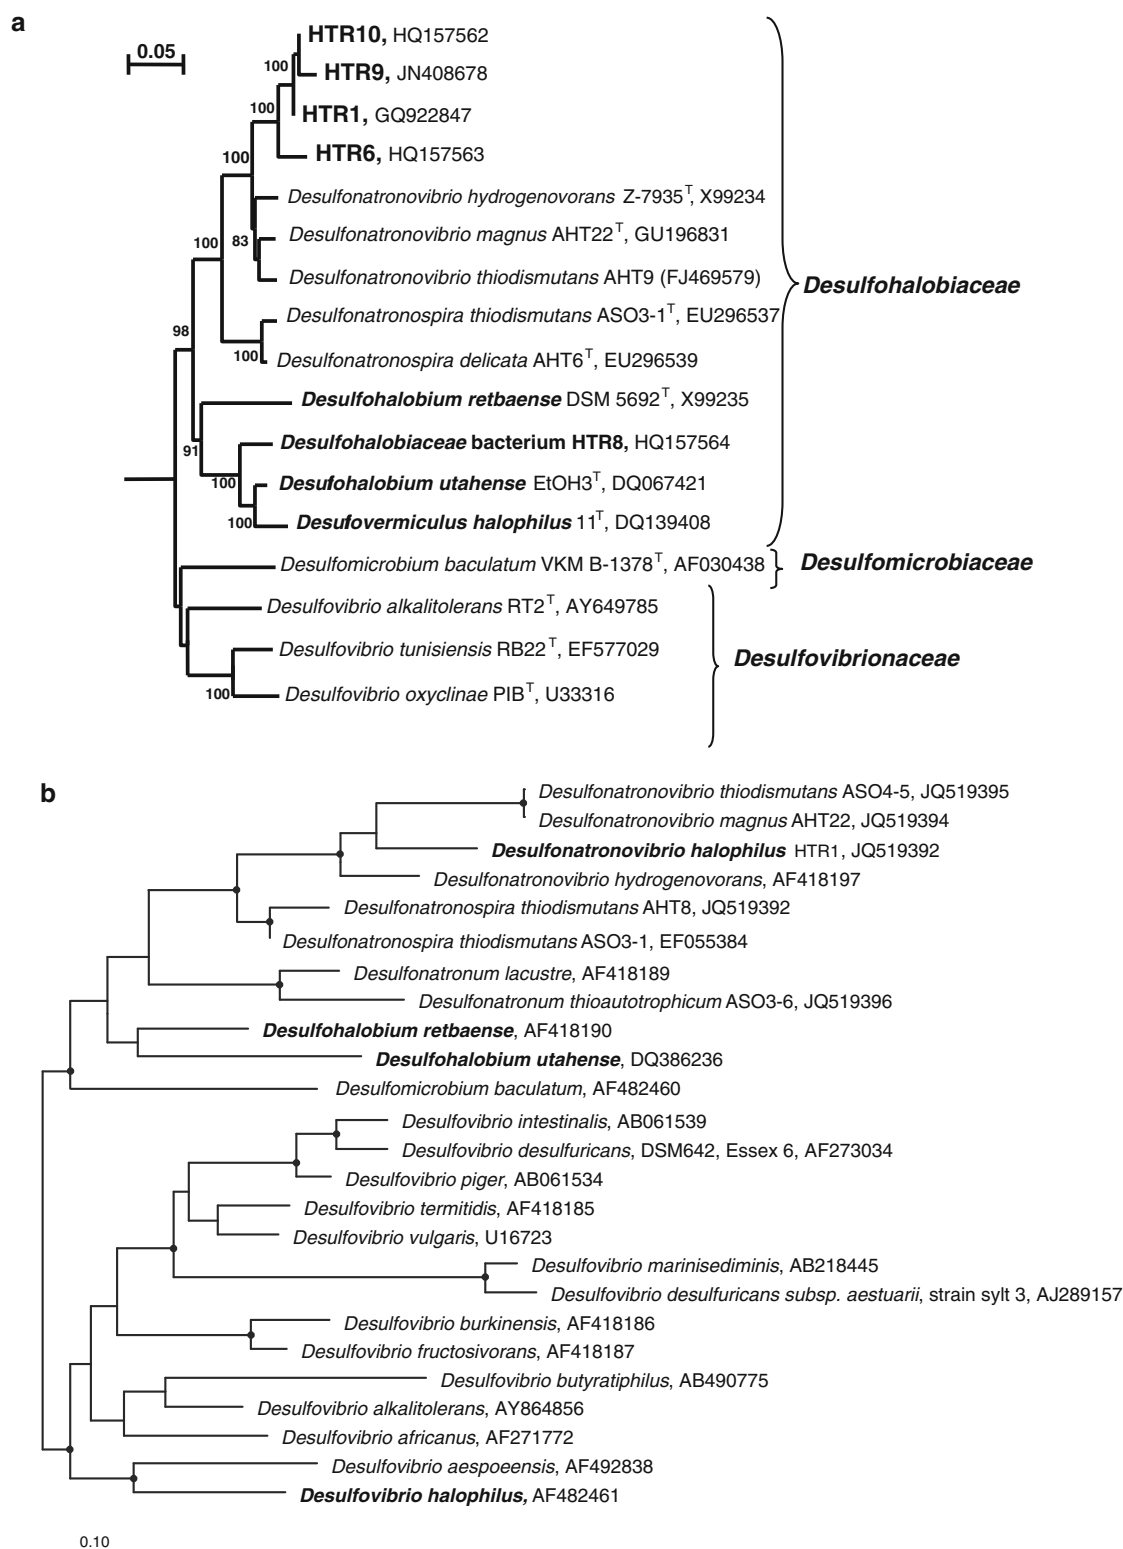 a
0.05
HTR10, HQ157562
100
HTR9, JN408678
100
HTR1, GQ922847
100
HTR6, HQ157563
Desulfonatronovibrio hydrogenovorans Z-7935T, X99234
83
Desulfonatronovibrio magnus AHT22T, GU196831
100
Desulfonatronovibrio thiodismutans AHT9 (FJ469579)
Desulfohalobiaceae
Desulfonatronospira thiodismutans ASO3-1T, EU296537
98
100
Desulfonatronospira delicata AHT6T, EU296539
Desulfohalobium retbaense DSM 5692T, X99235
91
Desulfohalobiaceae bacterium HTR8, HQ157564
100
Desufohalobium utahense EtOH3T, DQ067421
100
Desufovermiculus halophilus 11T, DQ139408
Desulfomicrobium baculatum VKM B-1378T, AF030438
Desulfomicrobiaceae
Desulfovibrio alkalitolerans RT2T, AY649785
Desulfovibrio tunisiensis RB22T, EF577029
Desulfovibrionaceae
100
Desulfovibrio oxyclinae PIBT, U33316
b
Desulfonatronovibrio thiodismutans ASO4-5, JQ519395
Desulfonatronovibrio magnus AHT22, JQ519394
Desulfonatronovibrio halophilus HTR1, JQ519392
Desulfonatronovibrio hydrogenovorans, AF418197
Desulfonatronospira thiodismutans AHT8, JQ519392
Desulfonatronospira thiodismutans ASO3-1, EF055384
Desulfonatronum lacustre, AF418189
Desulfonatronum thioautotrophicum ASO3-6, JQ519396
Desulfohalobium retbaense, AF418190
Desulfohalobium utahense, DQ386236
Desulfomicrobium baculatum, AF482460
Desulfovibrio intestinalis, AB061539
Desulfovibrio desulfuricans, DSM642, Essex 6, AF273034
Desulfovibrio piger, AB061534
Desulfovibrio termitidis, AF418185
Desulfovibrio vulgaris, U16723
Desulfovibrio marinisediminis, AB218445
Desulfovibrio desulfuricans subsp. aestuarii, strain sylt 3, AJ289157
Desulfovibrio burkinensis, AF418186
Desulfovibrio fructosivorans, AF418187
Desulfovibrio butyratiphilus, AB490775
Desulfovibrio alkalitolerans, AY864856
Desulfovibrio africanus, AF271772
Desulfovibrio aespoeensis, AF492838
Desulfovibrio halophilus, AF482461
0.10